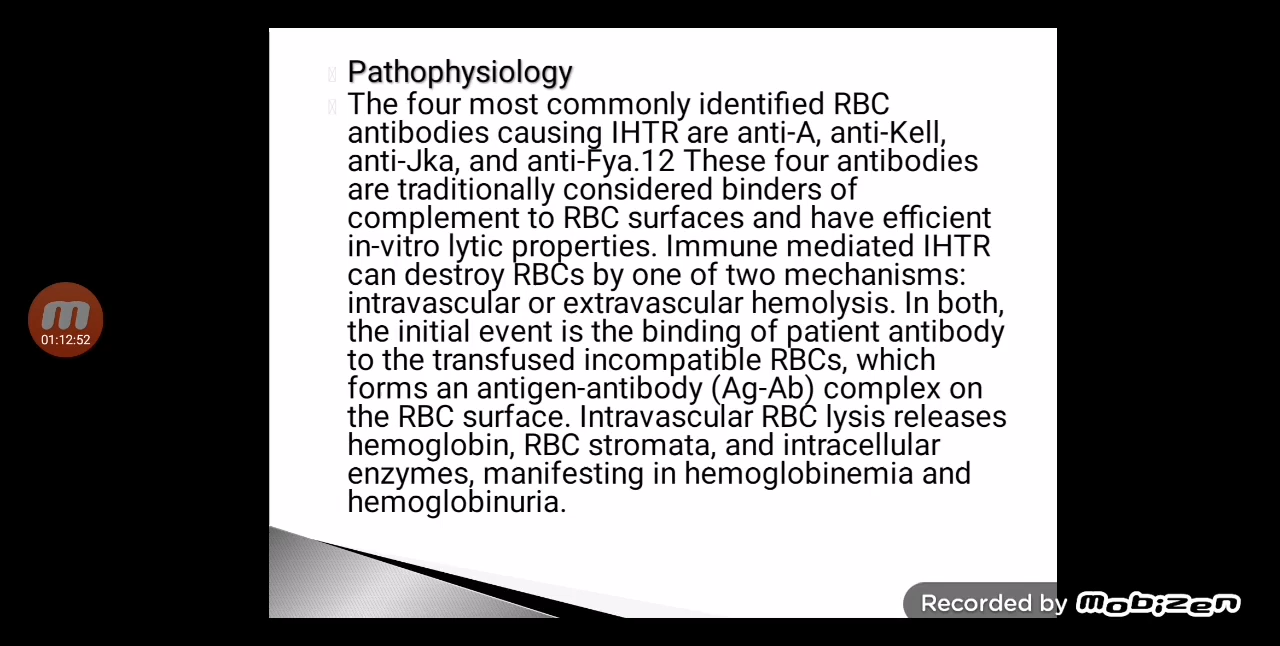 Pathophysiology
The four most commonly identified RBC
antibodies causing IHTR are anti-A, anti-Kell,
anti-Jka, and anti-Fya.12 These four antibodies
are traditionally considered binders of
complement to RBC surfaces and have efficient
in-vitro lytic properties. Immune mediated IHTR
can destroy RBCs by one of two mechanisms:
intravascular or extravascular hemolysis. In both,
the initial event is the binding of patient antibody
to the transfused incompatible RBCs, which
forms an antigen-antibody (Ag-Ab) complex on
the RBC surface. Intravascular RBC lysis releases
hemoglobin, RBC stromata, and intracellular
enzymes, manifesting in hemoglobinemia and
hemoglobinuria.
01:12:52
Recorded by mobizen